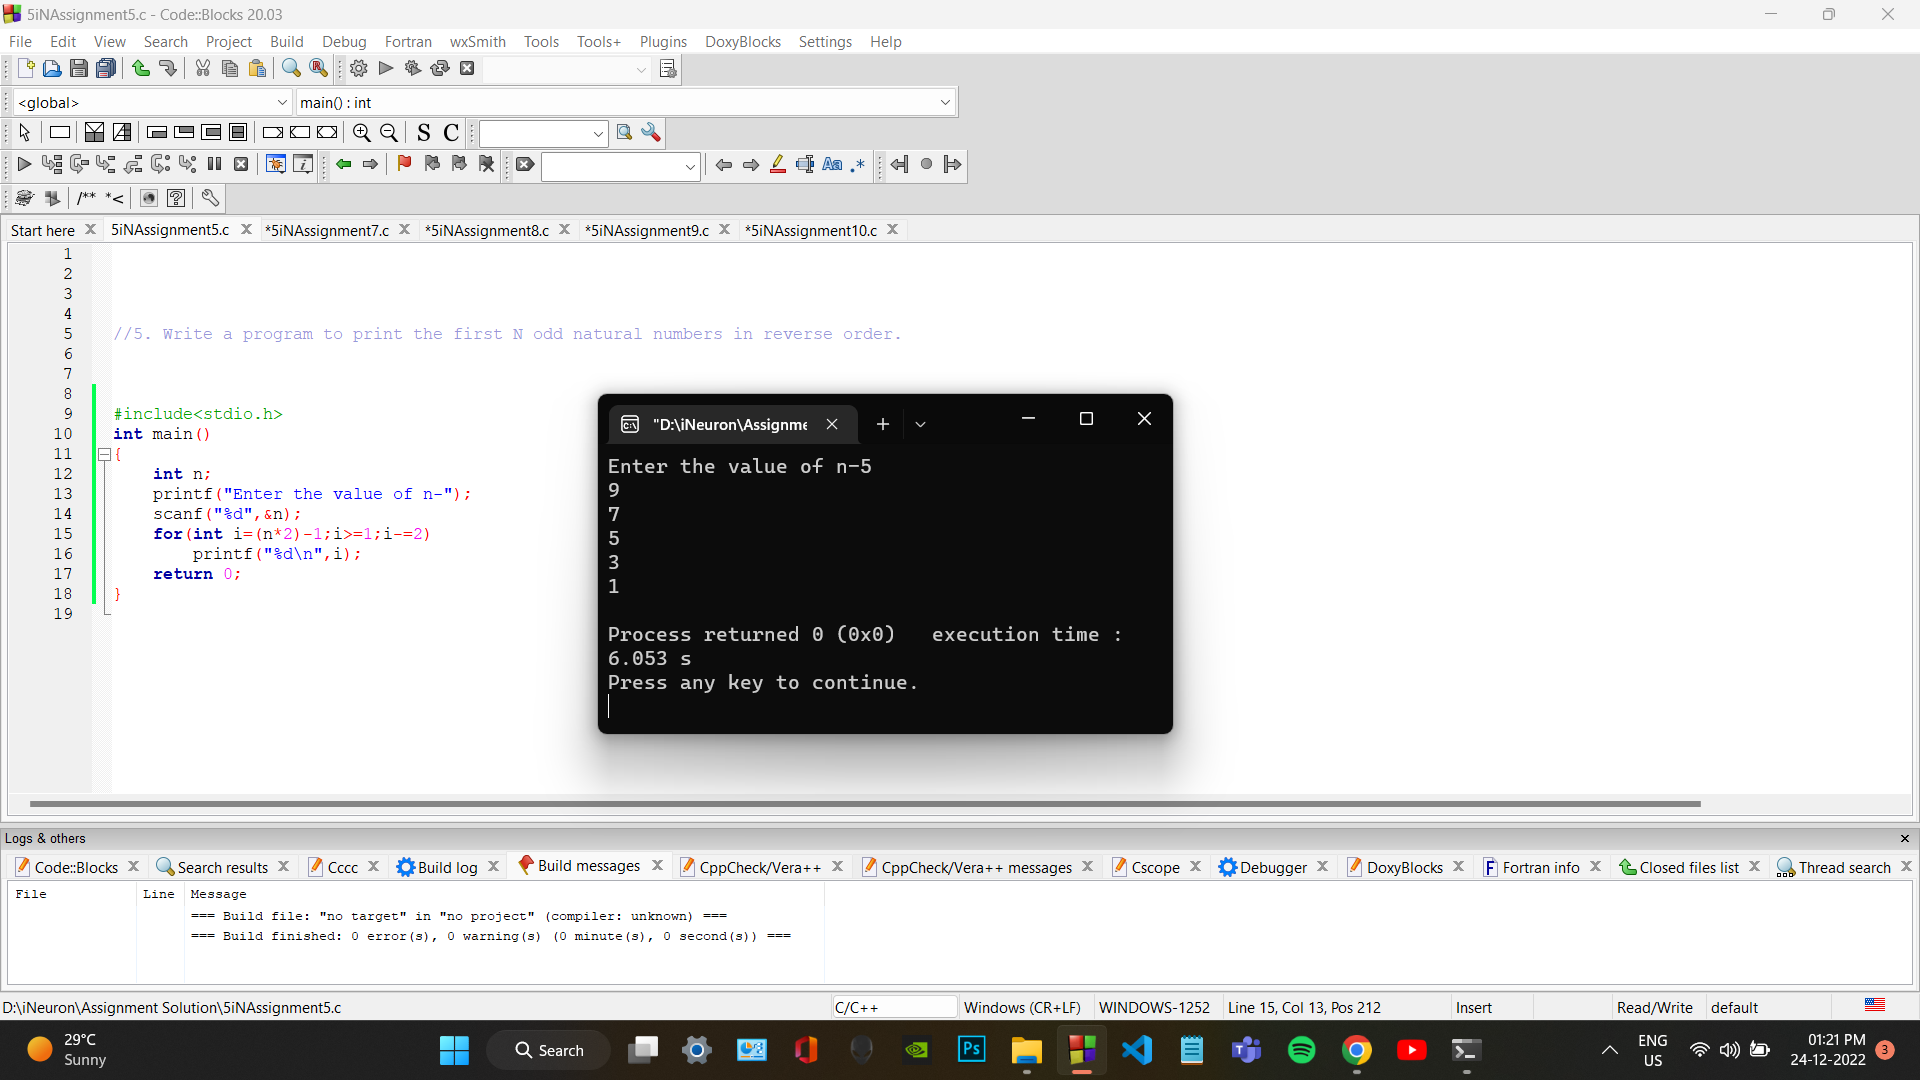 5iNAssignment5.c - Code::Blocks 20.03
File Edit View Search Project Build Debug Fortran wxSmith Tools Tools+ Plugins DoxyBlocks Settings Help
<global> main() : int
S C
Aa .*
/** *<
Start here 5iNAssignment5.c *5iNAssignment7.c *5iNAssignment8.c *5iNAssignment9.c *5iNAssignment10.c
1
2
3
4
5 //5. Write a program to print the first N odd natural numbers in reverse order.
6
7
8
9 #include<stdio.h>
10 int main()
11 {
12 int n;
13 printf("Enter the value of n-");
14 scanf("%d",&n);
15 for(int i=(n*2)-1;i>=1;i-=2)
16 printf("%d\n",i);
17 return 0;
18 }
19
"D:\iNeuron\Assignme
Enter the value of n-5
9
7
5
3
1
Process returned 0 (0x0) execution time :
6.053 s
Press any key to continue.
Logs & others
Code::Blocks Search results Cccc Build log Build messages CppCheck/Vera++ CppCheck/Vera++ messages Cscope Debugger DoxyBlocks Fortran info Closed files list Thread search
File Line Message
=== Build file: "no target" in "no project" (compiler: unknown) ===
=== Build finished: 0 error(s), 0 warning(s) (0 minute(s), 0 second(s)) ===
D:\iNeuron\Assignment Solution\5iNAssignment5.c C/C++ Windows (CR+LF) WINDOWS-1252 Line 15, Col 13, Pos 212 Insert Read/Write default
29°C
Sunny
Search
Ps
ENG
US
01:21 PM
24-12-2022
3